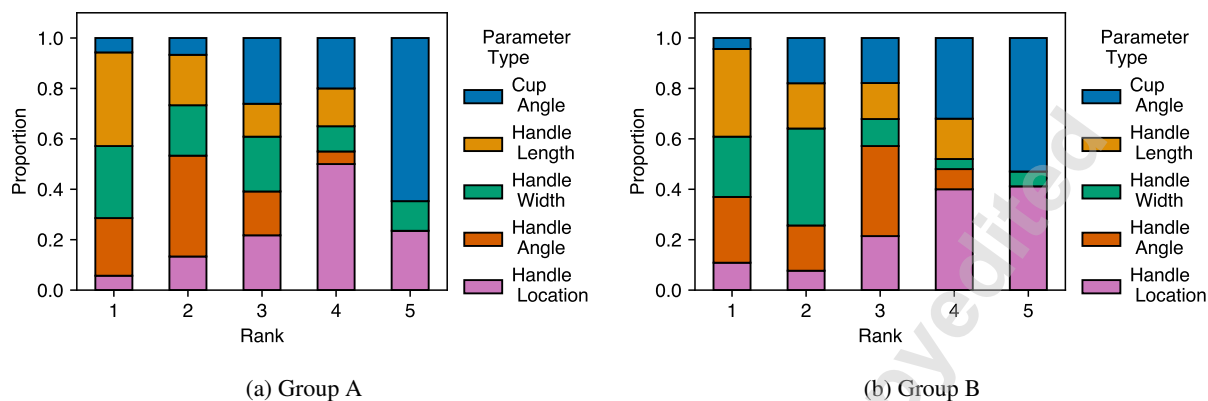 1.0
0.8
0.6
0.4
0.2
0.0
Proportion
1 2 3 4 5
Rank
Parameter
Type
Cup
Angle
Handle
Length
Handle
Width
Handle
Angle
Handle
Location
(a) Group A
1.0
0.8
0.6
0.4
0.2
0.0
Proportion
1 2 3 4 5
Rank
Parameter
Type
Cup
Angle
Handle
Length
Handle
Width
Handle
Angle
Handle
Location
(b) Group B